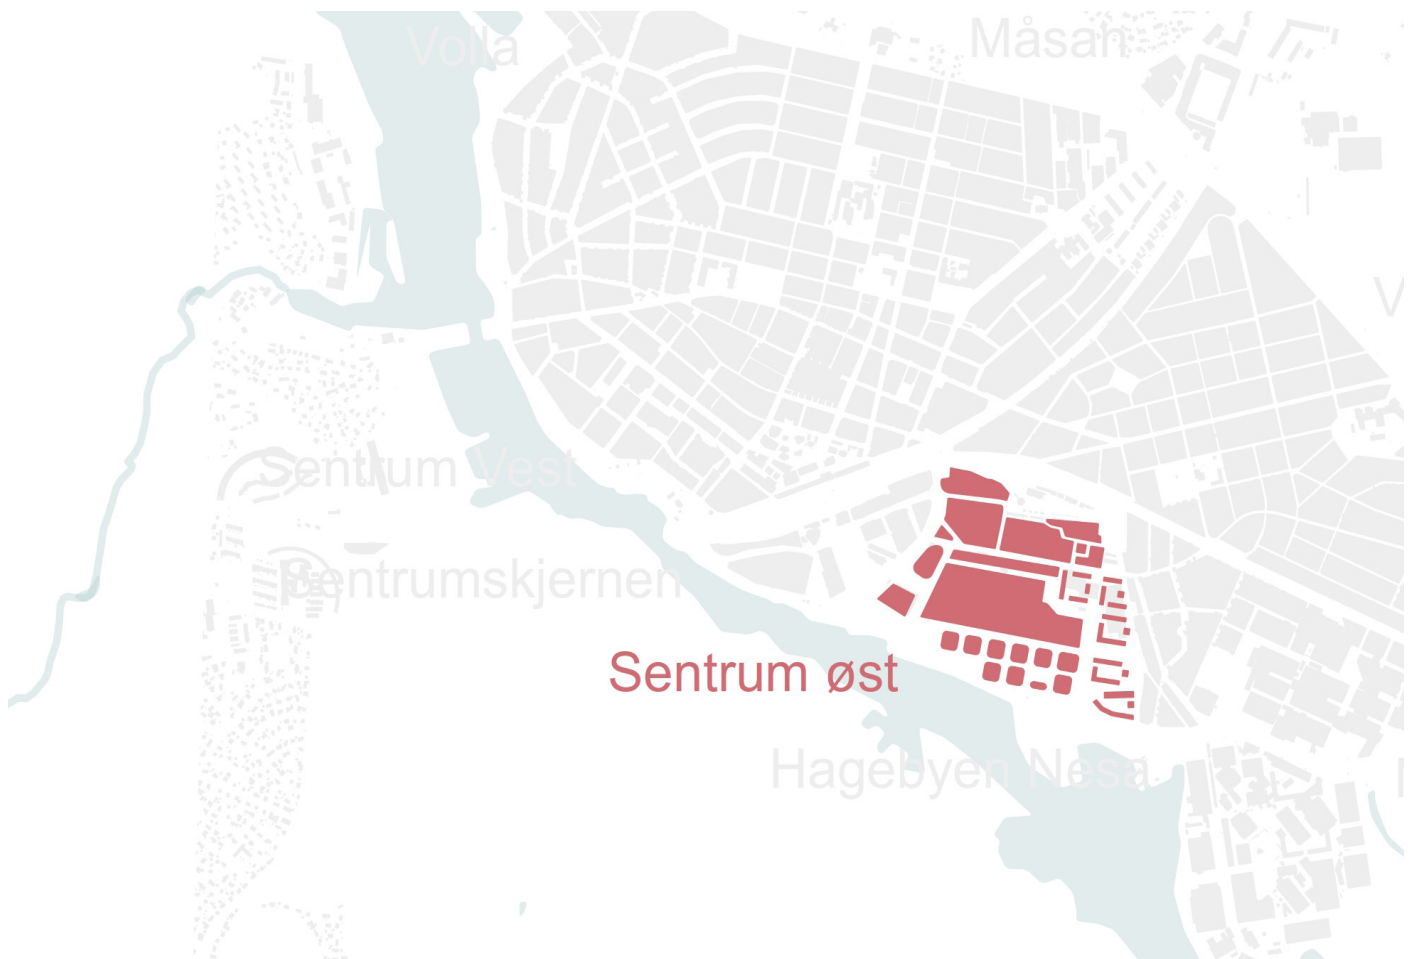 Volla
Måsan
V
Sentrum Vest
Sentrumskjernen
Sentrum øst
Hagebyen Nesa